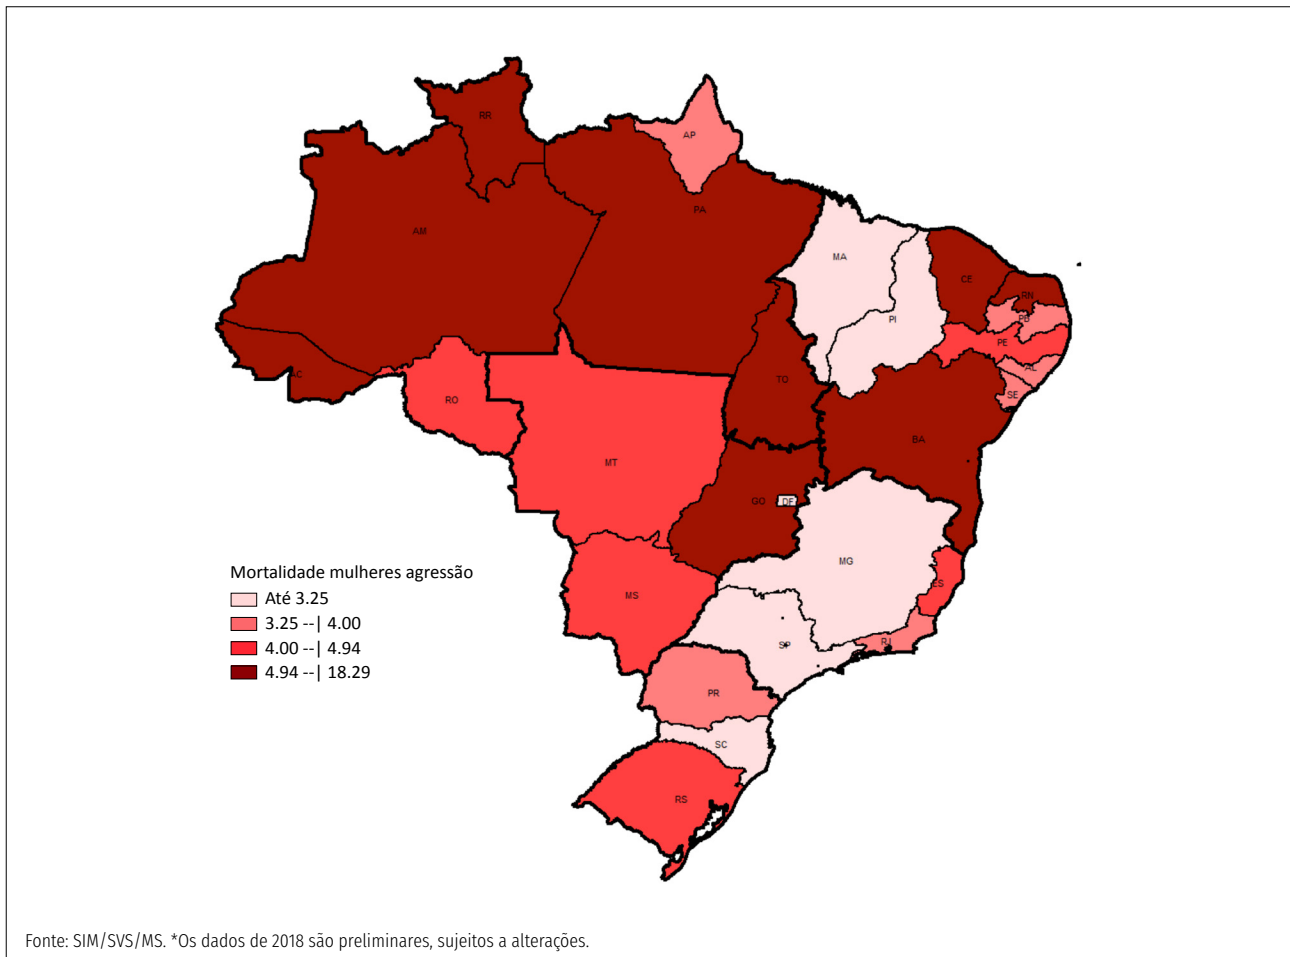 RR
AP
PA
AM
MA
CE
RN
PI
PB
PE
AC
TO
AL
RO
SE
BA
MT
GO
DF
MG
Mortalidade mulheres agressão
ES
MS
Até 3.25
3.25 --| 4.00
RJ
SP
4.00 --| 4.94
4.94 --| 18.29
PR
SC
RS
Fonte: SIM/SVS/MS. *Os dados de 2018 são preliminares, sujeitos a alterações.